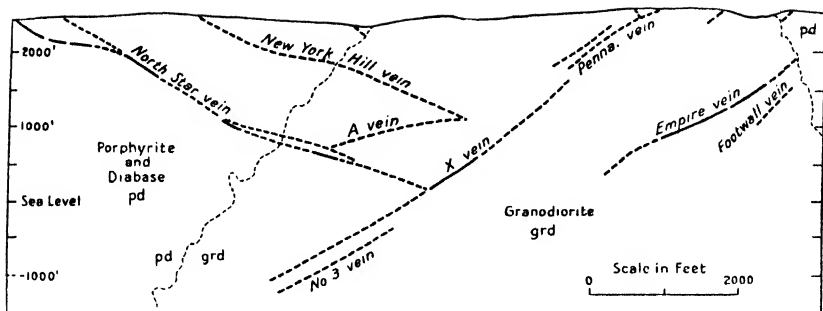 pd
2000'
New York Hill vein
North Star vein
Penna. vein
1000'
A vein
Empire vein
Footwall vein
X vein
Porphyrite
and
Diabase
pd
Sea Level
Granodiorite
grd
pd grd
-1000'
No 3 vein
Scale in Feet
0 2000